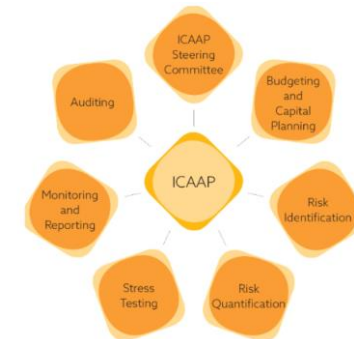 ICAAP
Steering
Committee
Budgeting
and
Capital
Planning
Risk
Identification
Risk
Quantification
Stress
Testing
Monitoring
and
Reporting
Auditing
ICAAP